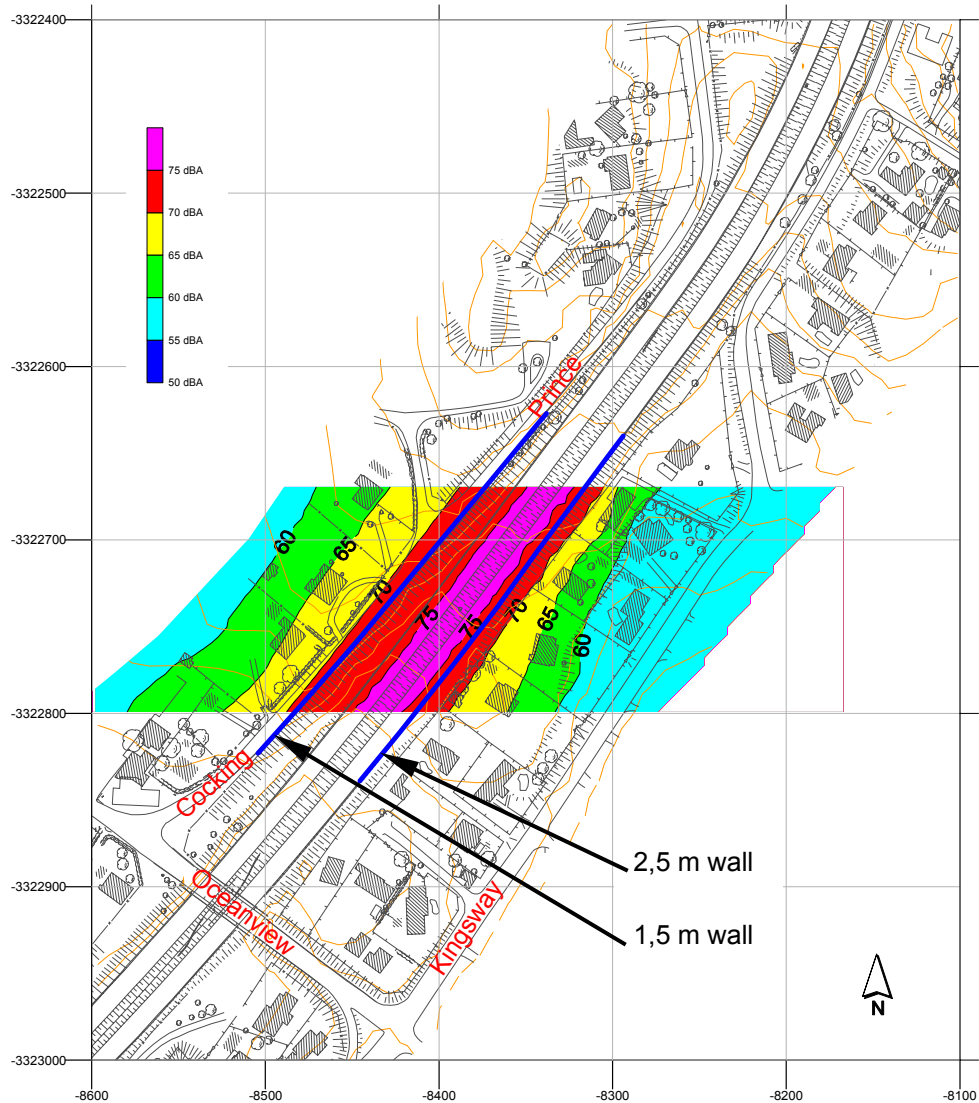 -3322400
-3322500
-3322600
-3322700
-3322800
-3322900
-3323000
-8600
-8500
-8400
-8300
-8200
-8100
75 dBA
70 dBA
65 dBA
60 dBA
55 dBA
50 dBA
Prince
60
65
70
75
75
70
65
60
Cocking
Oceanview
Kingsway
2,5 m wall
1,5 m wall
N